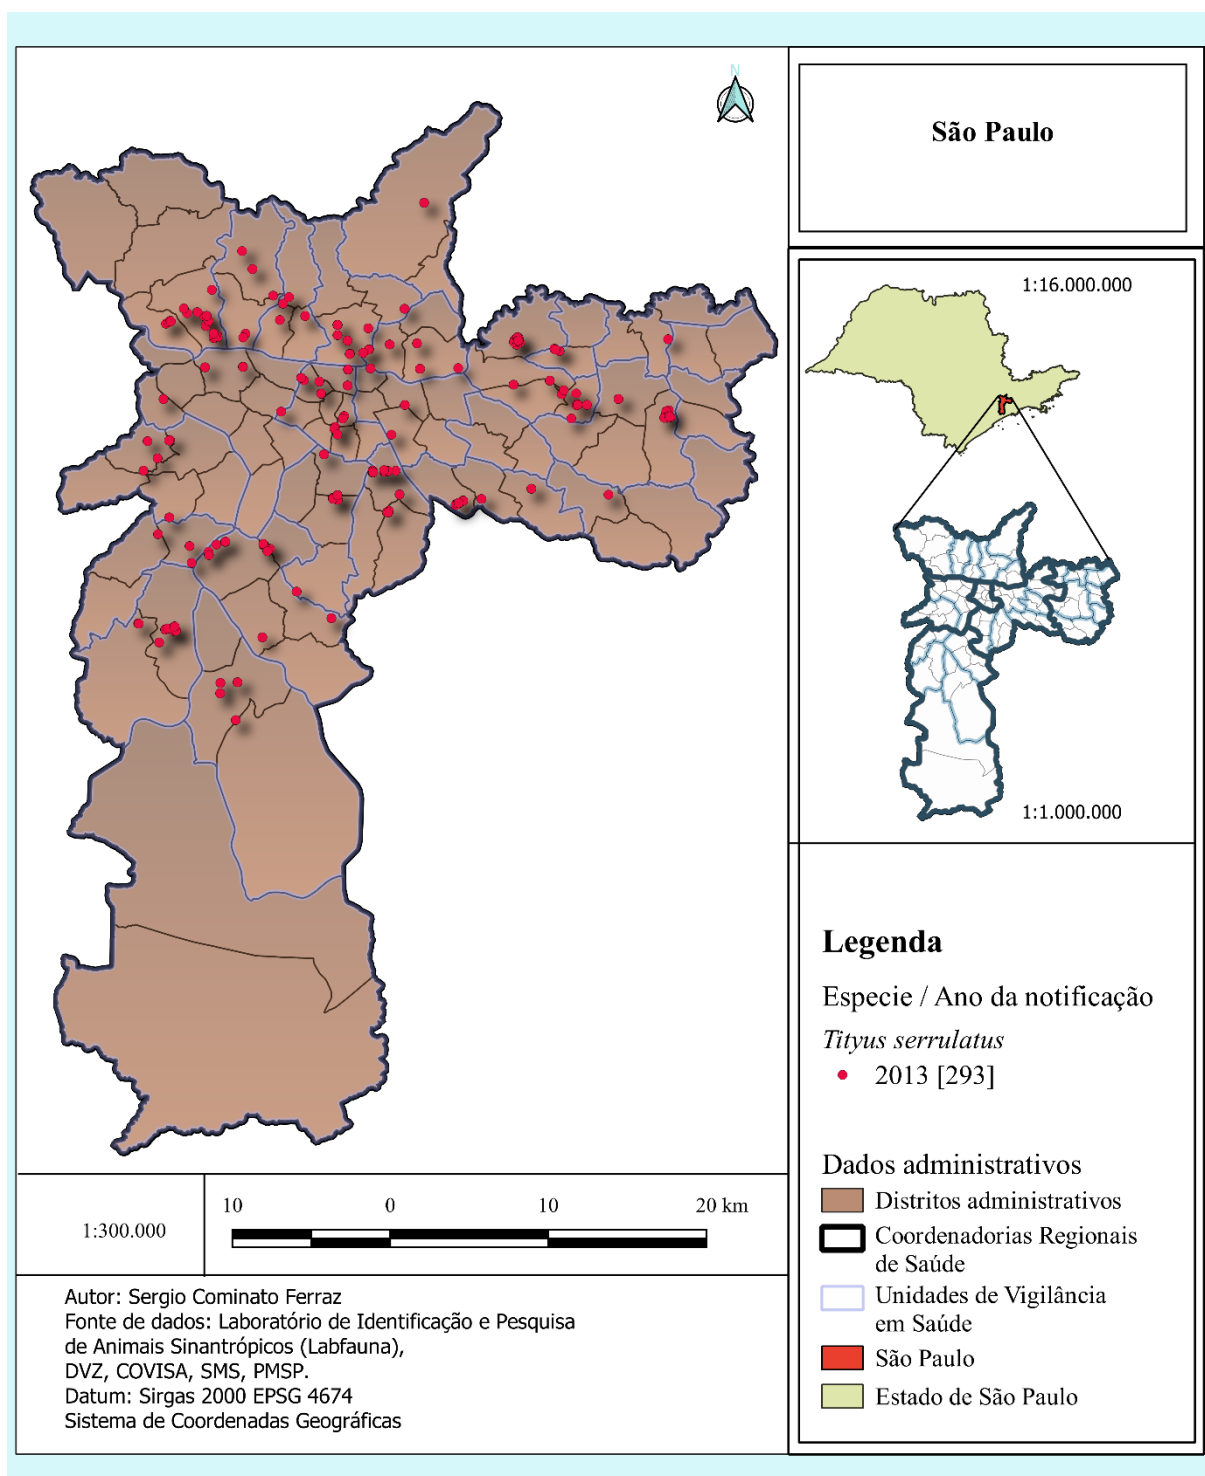 N
São Paulo
1:16.000.000
1:1.000.000
Legenda
Especie / Ano da notificação
Tityus serrulatus
2013 [293]
Dados administrativos
Distritos administrativos
Coordenadorias Regionais
de Saúde
Unidades de Vigilância
em Saúde
São Paulo
Estado de São Paulo
1:300.000
10 0 10 20 km
Autor: Sergio Cominato Ferraz
Fonte de dados: Laboratório de Identificação e Pesquisa
de Animais Sinantrópicos (Labfauna),
DVZ, COVISA, SMS, PMSP.
Datum: Sirgas 2000 EPSG 4674
Sistema de Coordenadas Geográficas